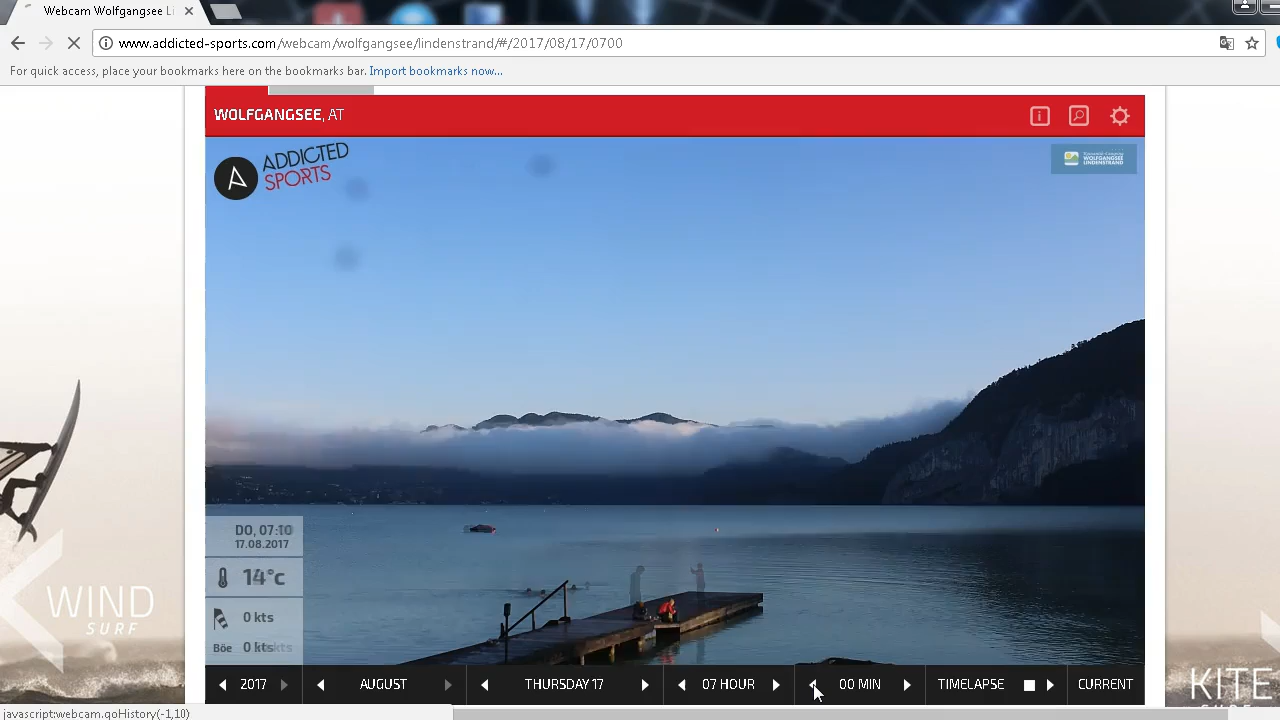 Webcam Wolfgangsee Li
www.addicted-sports.com/webcam/wolfgangsee/lindenstrand/#/2017/08/17/0700
For quick access, place your bookmarks here on the bookmarks bar. Import bookmarks now...
WOLFGANGSEE, AT
ADDICTED
SPORTS
WOLFGANGSEE
LINDENSTRAND
DO, 07:10
17.08.2017
14°c
0 kts
Böe 0 kts
WIND
SURF
KITE
2017 AUGUST THURSDAY 17 07 HOUR 00 MIN TIMELAPSE CURRENT
javascript:webcam.goHistory(-1,10)